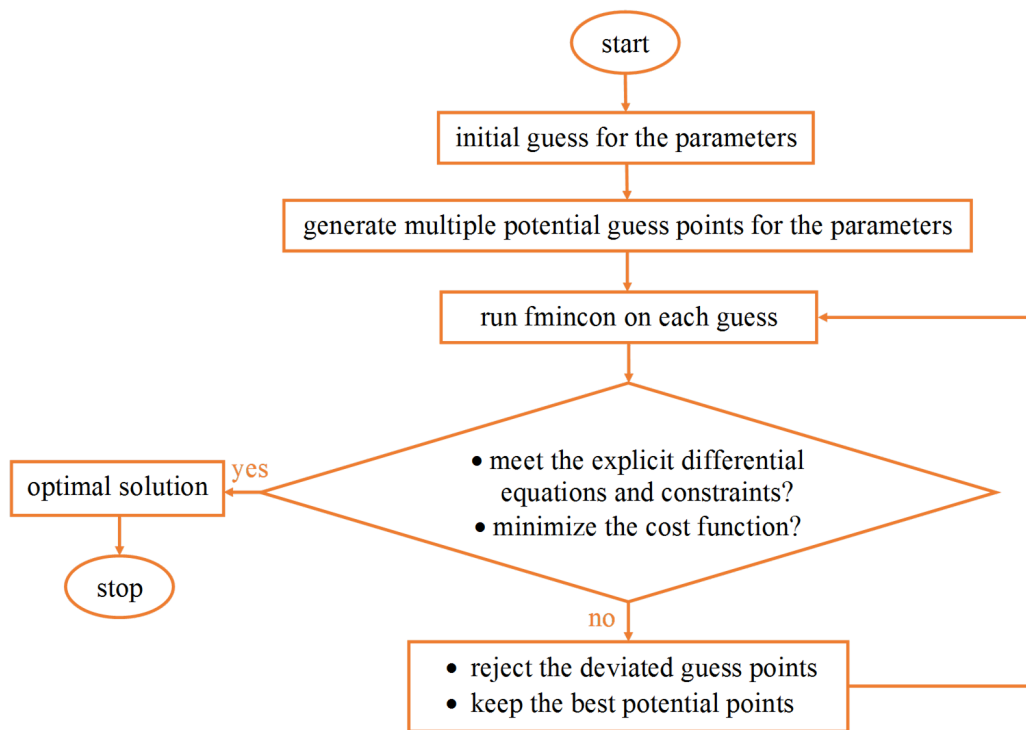 start
initial guess for the parameters
generate multiple potential guess points for the parameters
run fmincon on each guess
• meet the explicit differential
equations and constraints?
• minimize the cost function?
yes
optimal solution
stop
no
• reject the deviated guess points
• keep the best potential points